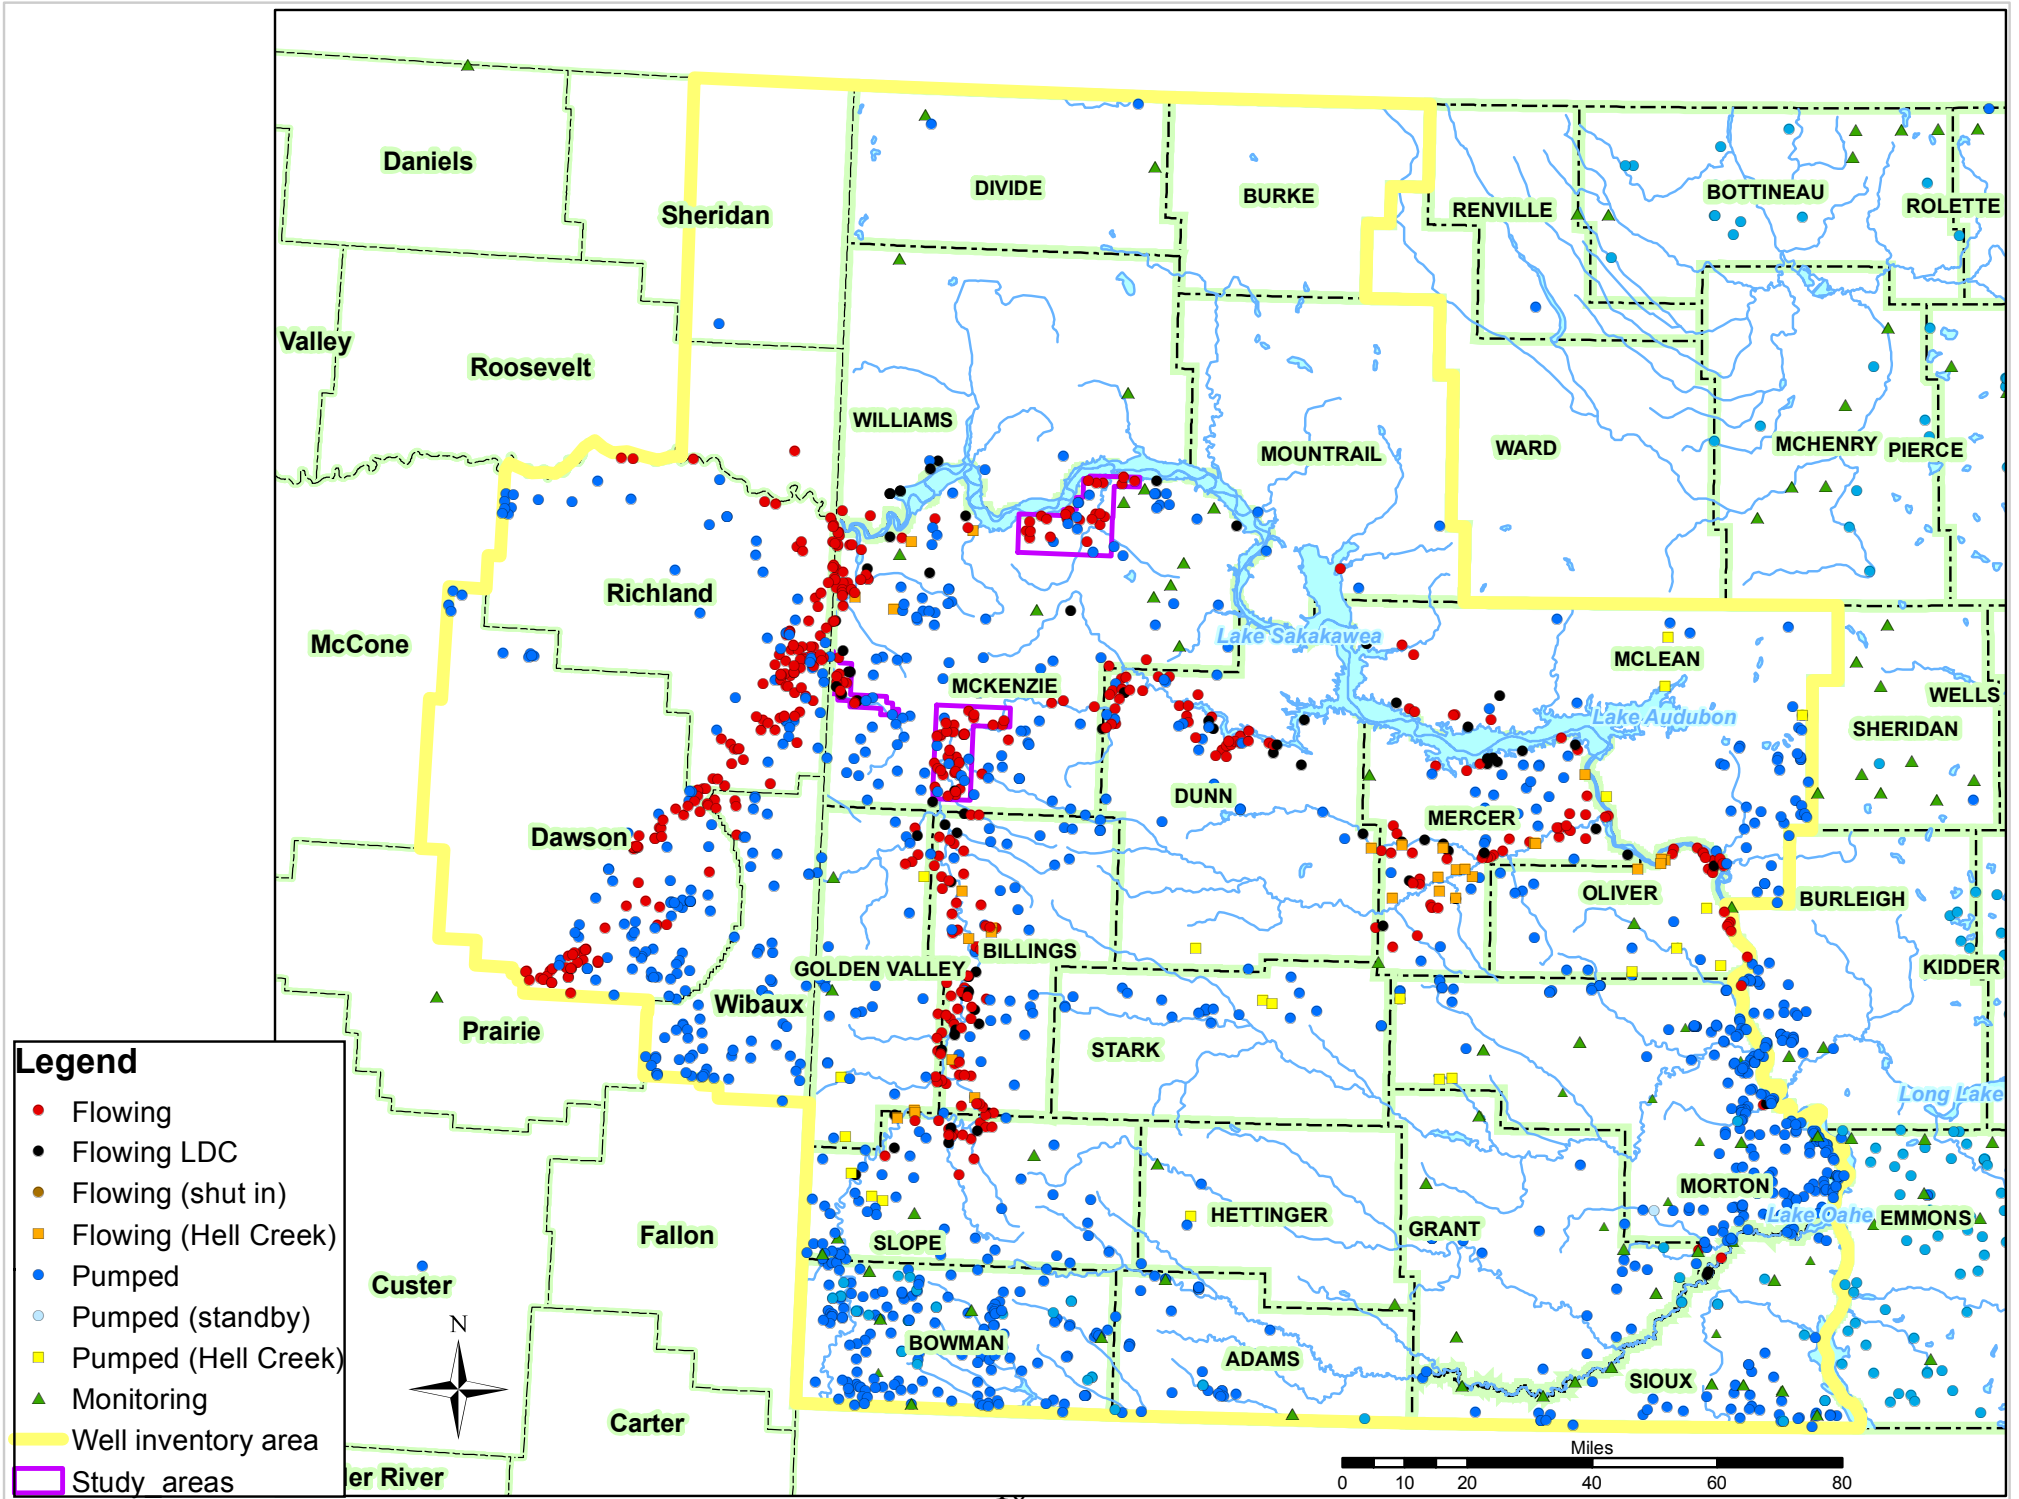 Daniels
Sheridan
DIVIDE
BURKE
RENVILLE
BOTTINEAU
ROLETTE
Valley
Roosevelt
WILLIAMS
MOUNTRAIL
WARD
MCHENRY
PIERCE
Richland
McCone
Lake Sakakawea
MCLEAN
MCKENZIE
WELLS
Lake Audubon
SHERIDAN
DUNN
MERCER
Dawson
OLIVER
BURLEIGH
BILLINGS
GOLDEN VALLEY
KIDDER
Wibaux
Prairie
STARK
Long Lake
MORTON
Lake Oahe
EMMONS
HETTINGER
GRANT
SLOPE
Fallon
Custer
BOWMAN
ADAMS
SIOUX
Carter
der River
N
Legend
Flowing
Flowing LDC
Flowing (shut in)
Flowing (Hell Creek)
Pumped
Pumped (standby)
Pumped (Hell Creek)
Monitoring
Well inventory area
Study_areas
Miles
0 10 20 40 60 80